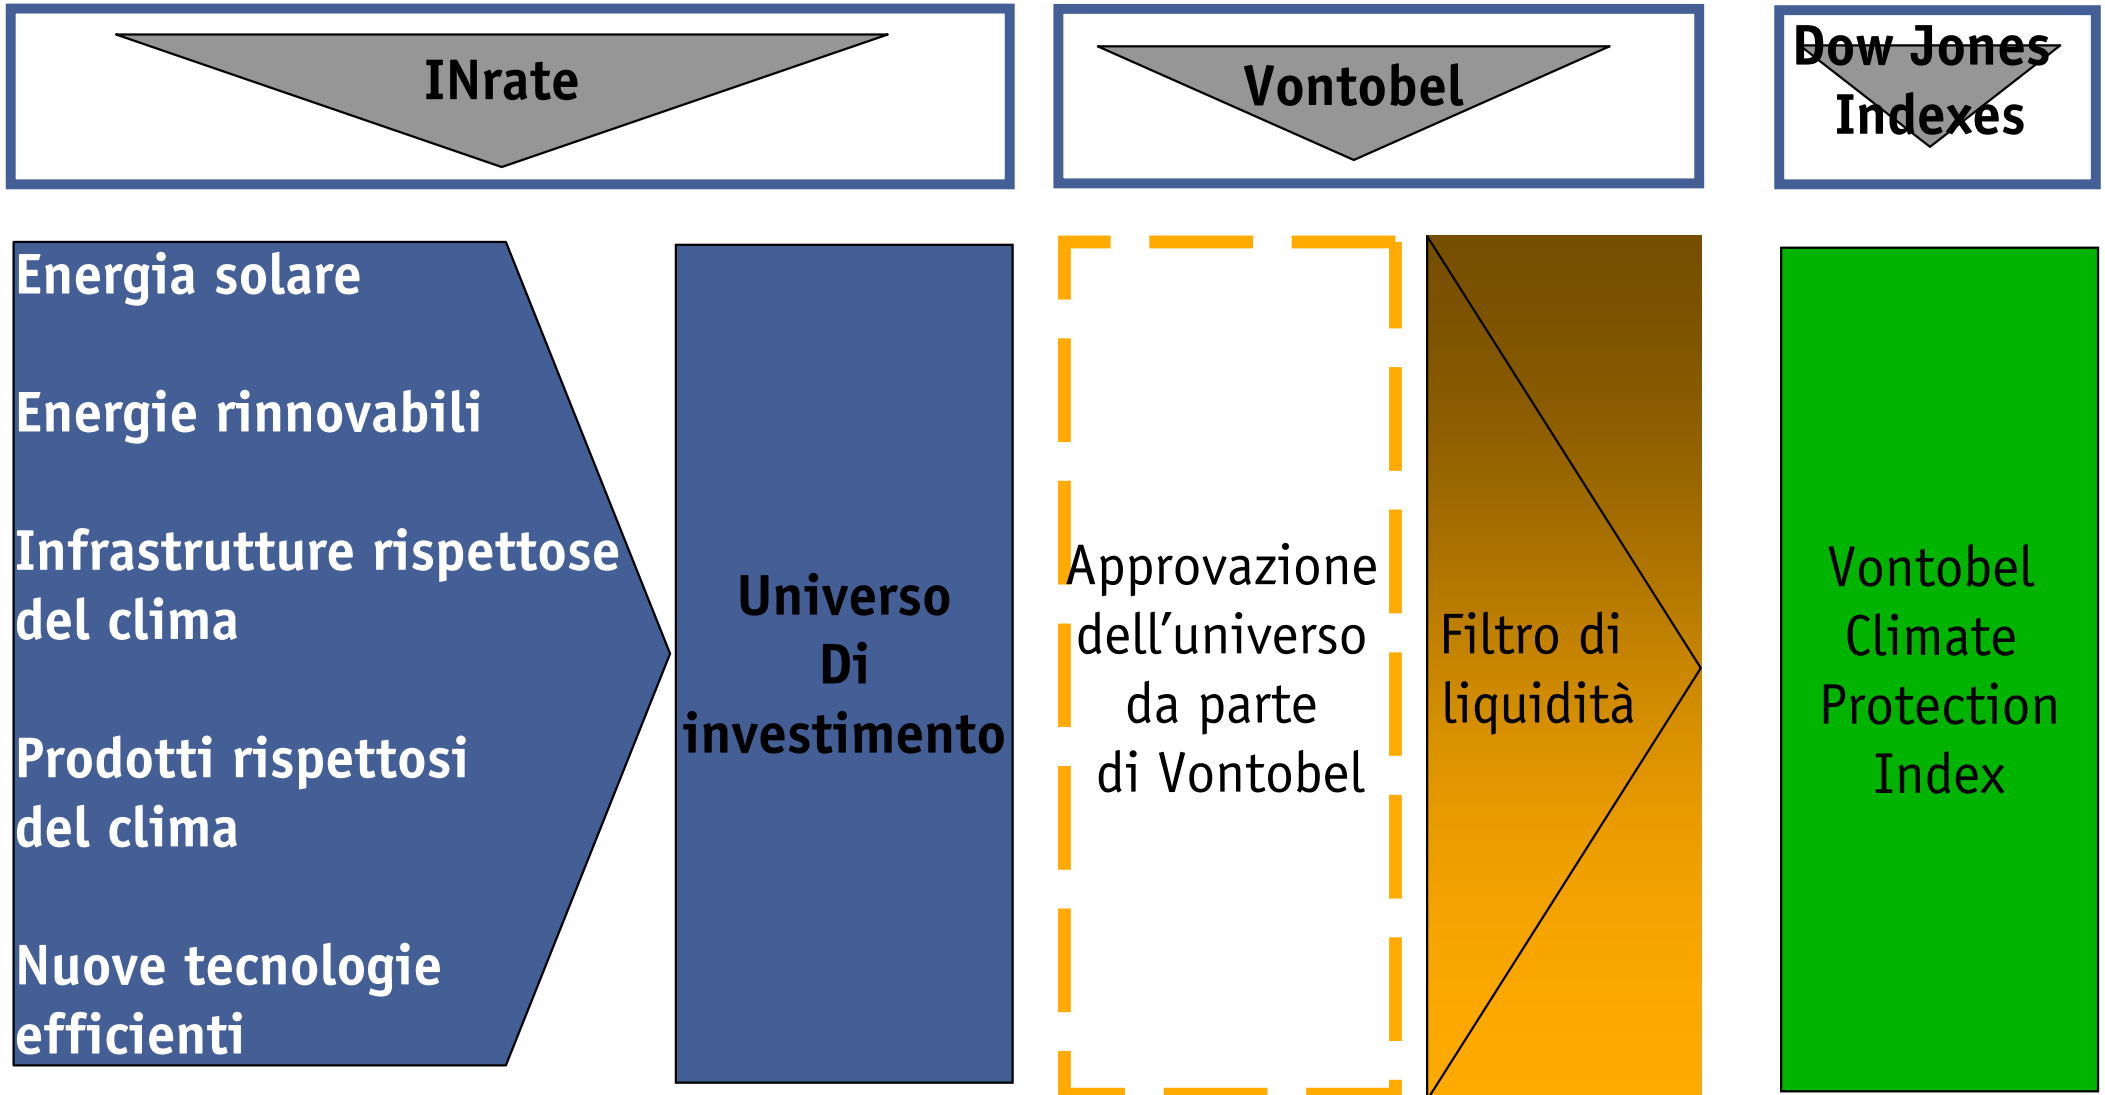 INrate
Vontobel
Dow Jones
Indexes
Energia solare
Energie rinnovabili
Infrastrutture rispettose
del clima
Prodotti rispettosi
del clima
Nuove tecnologie
efficienti
Universo
Di
investimento
Approvazione
dell’universo
da parte
di Vontobel
Filtro di
liquidità
Vontobel
Climate
Protection
Index